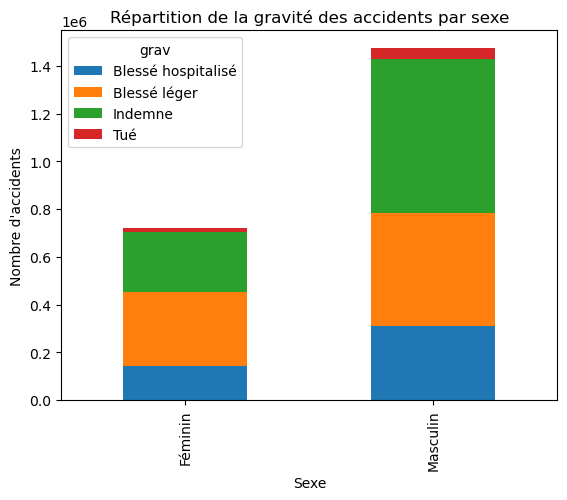 Répartition de la gravité des accidents par sexe
1e6
grav
Blessé hospitalisé
Blessé léger
Indemne
Tué
1.4
1.2
1.0
0.8
0.6
0.4
0.2
0.0
Nombre d'accidents
Féminin
Masculin
Sexe